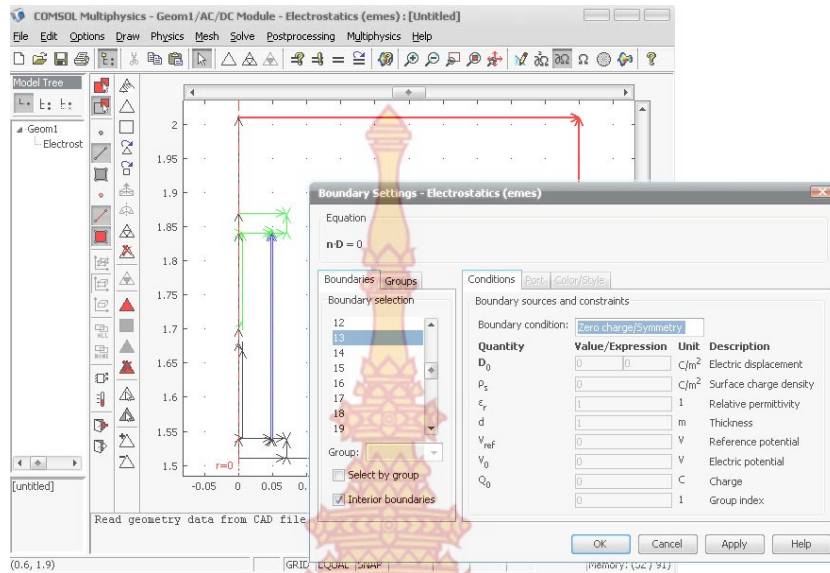 COMSOL Multiphysics - Geom1/AC/DC Module - Electrostatics (emes) : [Untitled]
File Edit Options Draw Physics Mesh Solve Postprocessing Multiphysics Help
Model Tree
Geom1
Electrost
2
1.95
1.9
1.85
1.8
1.75
1.7
1.65
1.6
1.55
1.5
r=0
-0.05 0 0.05 0.
[untitled]
Read geometry data from CAD file
(0.6, 1.9)
GRID EQUAL SNAP
Memory: (52 / 91)
Boundary Settings - Electrostatics (emes)
Equation
n·D = 0
Boundaries Groups
Boundary selection
12
13
14
15
16
17
18
19
Group:
Select by group
Interior boundaries
Conditions Port Color/Style
Boundary sources and constraints
Boundary condition: Zero charge/Symmetry
Quantity Value/Expression Unit Description
D₀ 0 0 C/m² Electric displacement
ρₛ 0 C/m² Surface charge density
εᵣ 1 1 Relative permittivity
d 1 m Thickness
V_ref 0 V Reference potential
V₀ 0 V Electric potential
Q₀ 0 C Charge
0 1 Group index
OK Cancel Apply Help